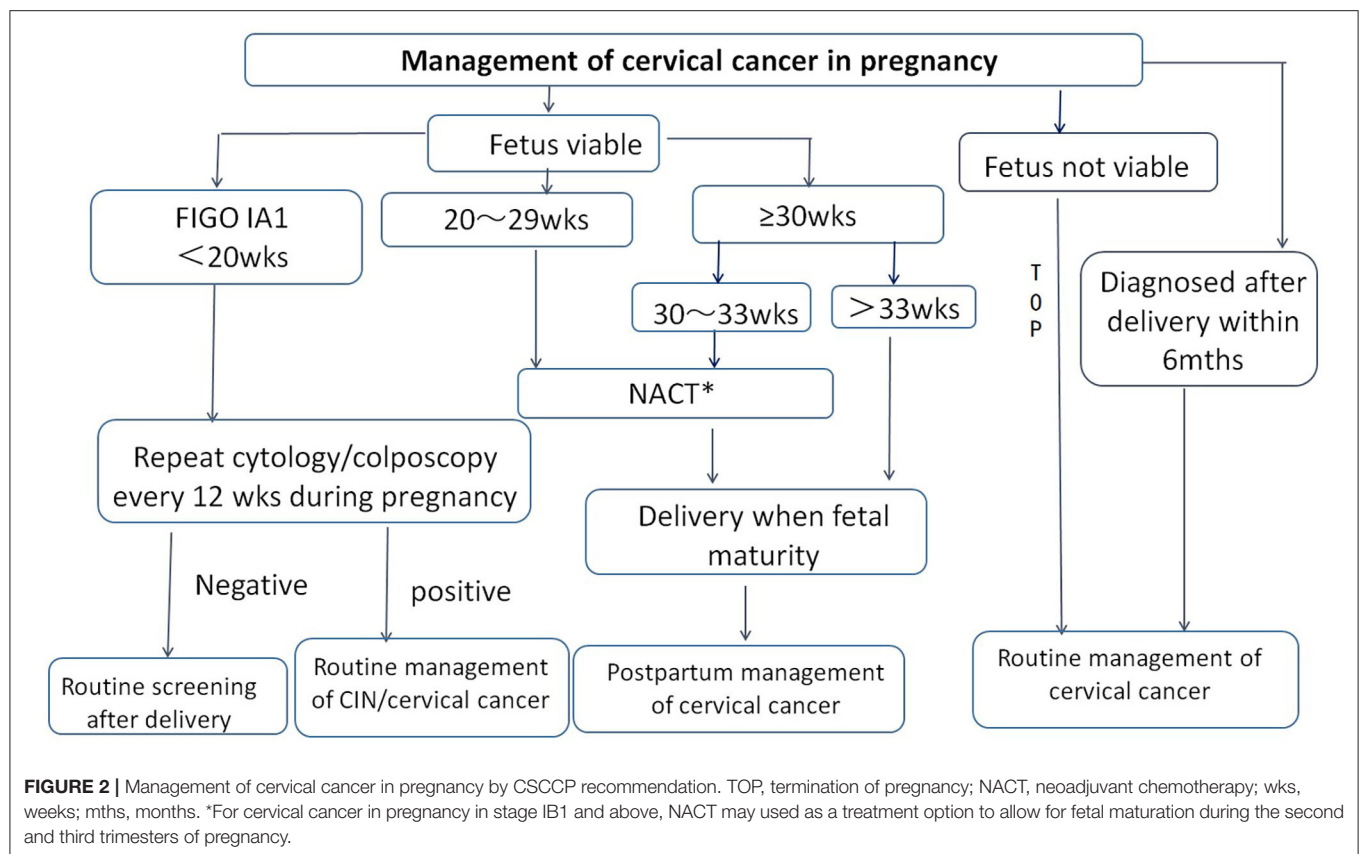 Management of cervical cancer in pregnancy
Fetus viable
Fetus not viable
FIGO IA1
＜20wks
20～29wks
≥30wks
30～33wks
＞33wks
T
O
P
Diagnosed after
delivery within
6mths
NACT*
Repeat cytology/colposcopy
every 12 wks during pregnancy
Delivery when fetal
maturity
Negative
positive
Routine screening
after delivery
Routine management
of CIN/cervical cancer
Postpartum management
of cervical cancer
Routine management of
cervical cancer
FIGURE 2 | Management of cervical cancer in pregnancy by CSCCP recommendation. TOP, termination of pregnancy; NACT, neoadjuvant chemotherapy; wks,
weeks; mths, months. *For cervical cancer in pregnancy in stage IB1 and above, NACT may used as a treatment option to allow for fetal maturation during the second
and third trimesters of pregnancy.